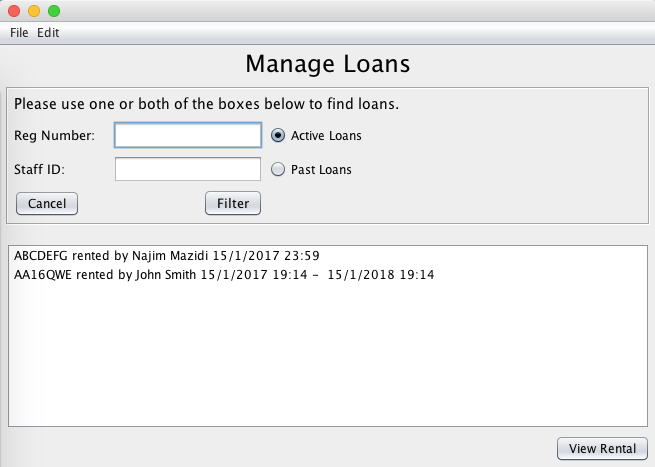 File Edit
Manage Loans
Please use one or both of the boxes below to find loans.
Reg Number: Active Loans
Staff ID: Past Loans
Cancel Filter
ABCDEFG rented by Najim Mazidi 15/1/2017 23:59
AA16QWE rented by John Smith 15/1/2017 19:14 - 15/1/2018 19:14
View Rental